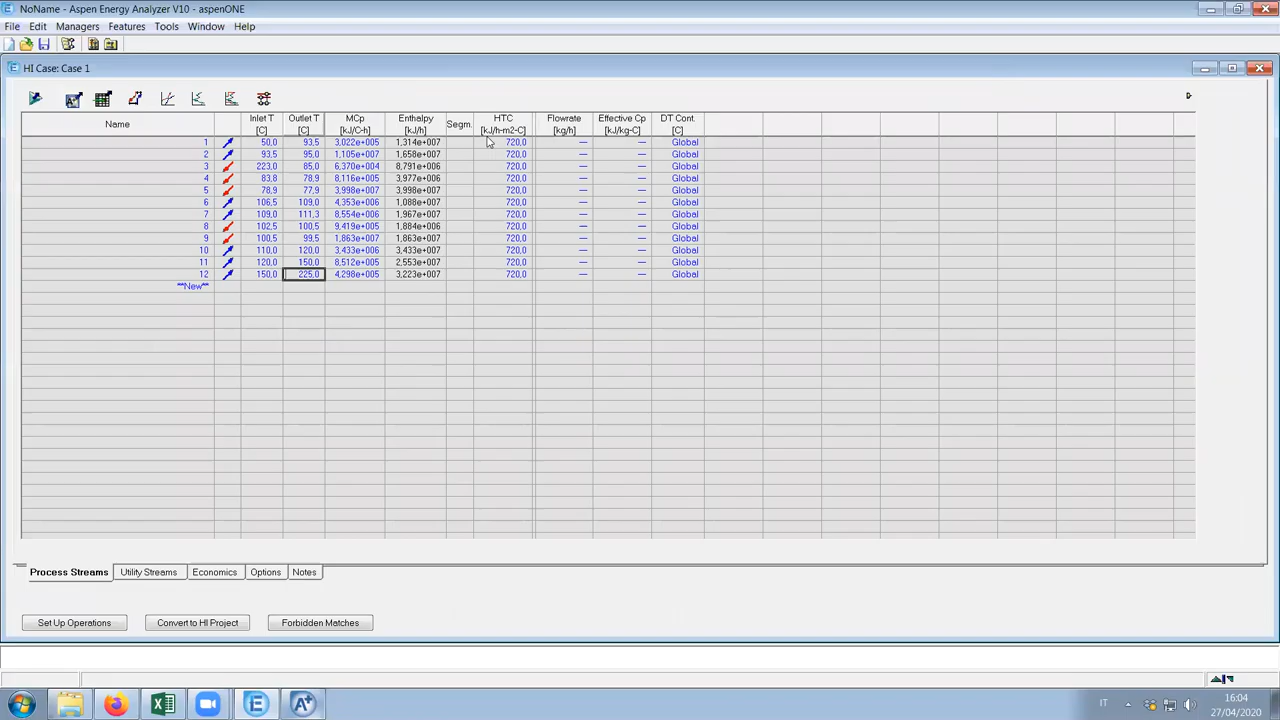 NoName - Aspen Energy Analyzer V10 - aspenONE
File Edit Managers Features Tools Window Help
HI Case: Case 1
Name Inlet T [C] Outlet T [C] MCp [kJ/C-h] Enthalpy [kJ/h] Segm. HTC [kJ/h-m2-C] Flowrate [kg/h] Effective Cp [kJ/kg-C] DT Cont. [C]
1 50,0 93,5 3,022e+005 1,314e+007 720,0 — — Global
2 93,5 95,0 1,105e+007 1,658e+007 720,0 — — Global
3 223,0 85,0 6,370e+004 8,791e+006 720,0 — — Global
4 83,8 78,9 8,116e+005 3,977e+006 720,0 — — Global
5 78,9 77,9 3,998e+007 3,998e+007 720,0 — — Global
6 106,5 109,0 4,353e+006 1,088e+007 720,0 — — Global
7 109,0 111,3 8,554e+006 1,967e+007 720,0 — — Global
8 102,5 100,5 9,419e+005 1,884e+006 720,0 — — Global
9 100,5 99,5 1,863e+007 1,863e+007 720,0 — — Global
10 110,0 120,0 3,433e+006 3,433e+007 720,0 — — Global
11 120,0 150,0 8,512e+005 2,553e+007 720,0 — — Global
12 150,0 225,0 4,298e+005 3,223e+007 720,0 — — Global
**New**
Process Streams Utility Streams Economics Options Notes
Set Up Operations Convert to HI Project Forbidden Matches
IT
16:04
27/04/2020